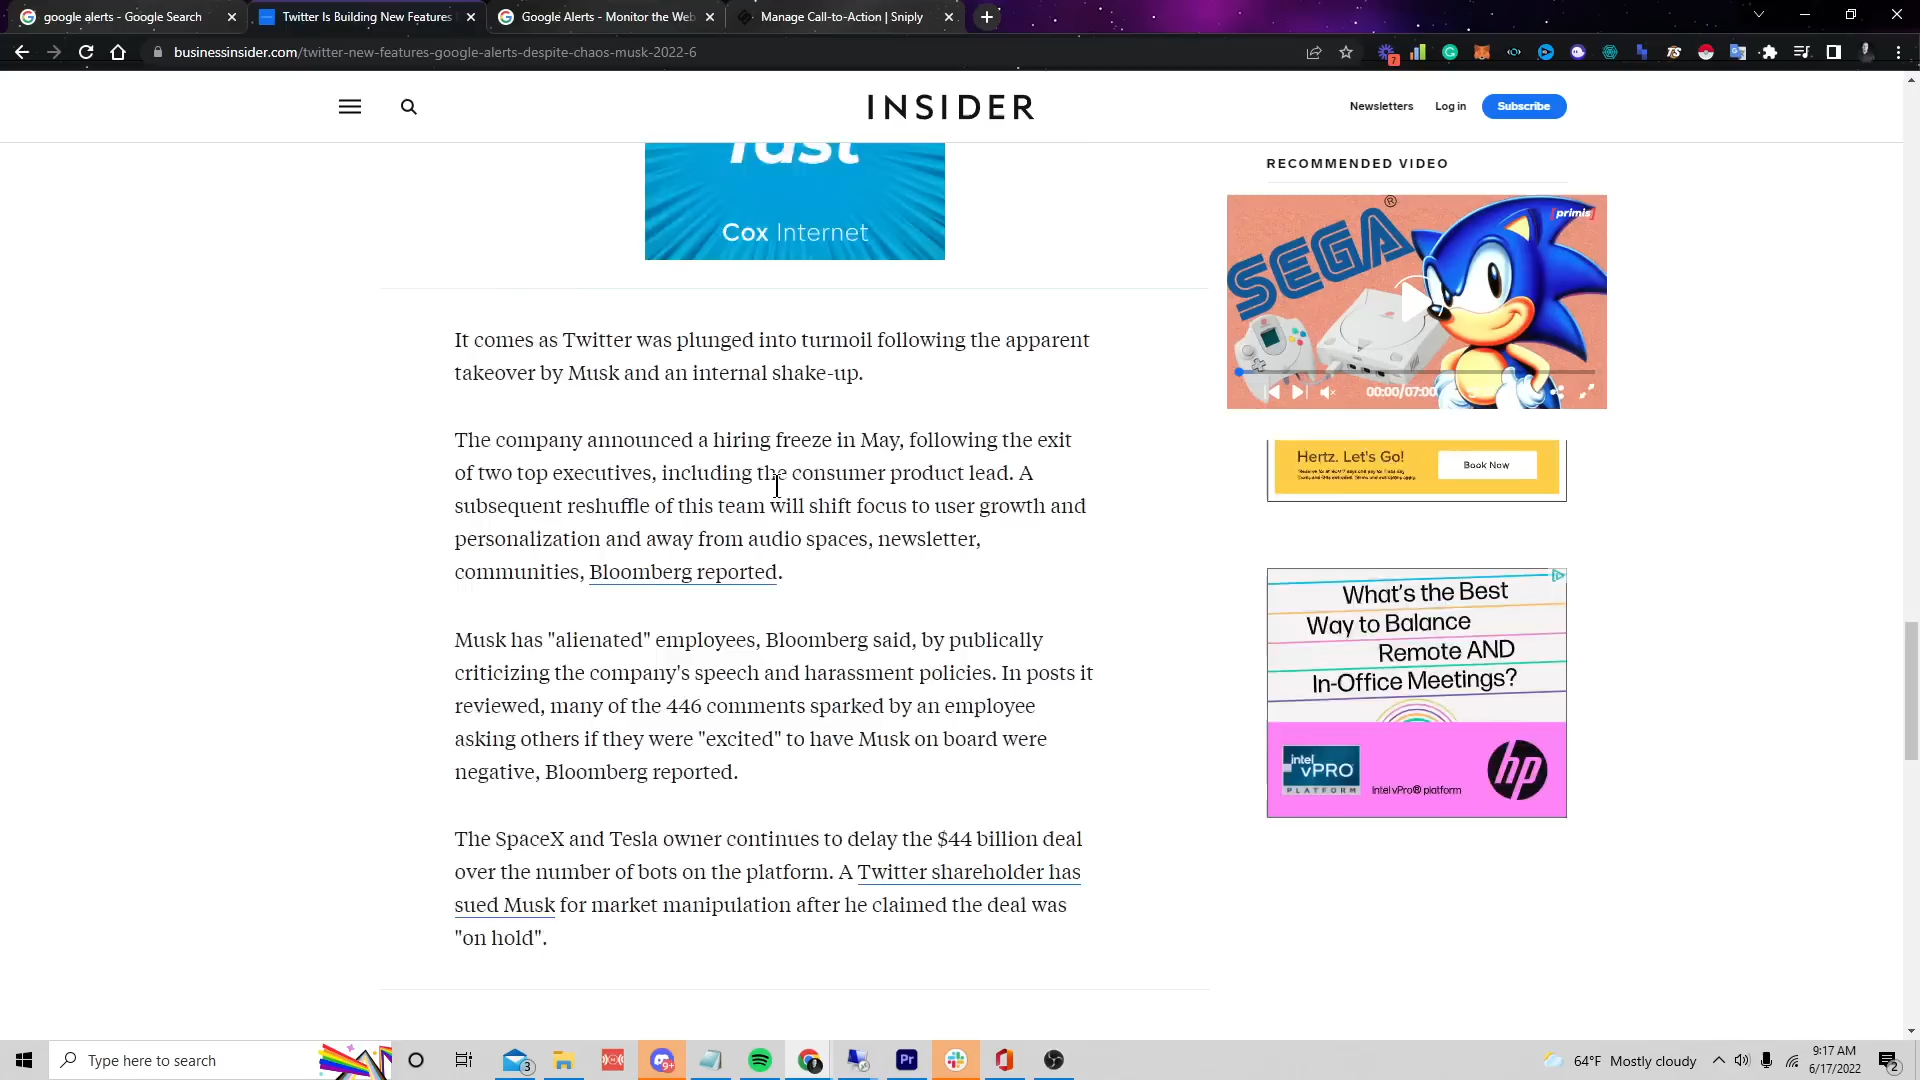 google alerts - Google Search
Twitter Is Building New Features
Google Alerts - Monitor the Web
Manage Call-to-Action | Sniply
businessinsider.com/twitter-new-features-google-alerts-despite-chaos-musk-2022-6
7
INSIDER
Newsletters
Log in
Subscribe
fast
Cox Internet
It comes as Twitter was plunged into turmoil following the apparent
takeover by Musk and an internal shake-up.
The company announced a hiring freeze in May, following the exit
of two top executives, including the consumer product lead. A
subsequent reshuffle of this team will shift focus to user growth and
personalization and away from audio spaces, newsletter,
communities, Bloomberg reported.
Musk has "alienated" employees, Bloomberg said, by publically
criticizing the company's speech and harassment policies. In posts it
reviewed, many of the 446 comments sparked by an employee
asking others if they were "excited" to have Musk on board were
negative, Bloomberg reported.
The SpaceX and Tesla owner continues to delay the $44 billion deal
over the number of bots on the platform. A Twitter shareholder has
sued Musk for market manipulation after he claimed the deal was
"on hold".
RECOMMENDED VIDEO
SEGA
®
[primis]
00:00/07:00
Hertz. Let's Go!
Book Now
What's the Best
Way to Balance
Remote AND
In-Office Meetings?
intel
vPRO
PLATFORM
Intel vPro® platform
hp
Type here to search
3
9+
Pr
64°F Mostly cloudy
9:17 AM
6/17/2022
2